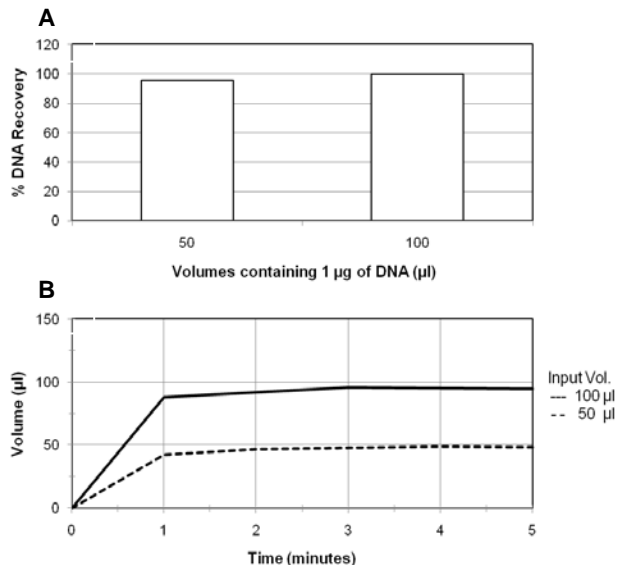 A
120
100
80
60
40
20
0
% DNA Recovery
50 100
Volumes containing 1 µg of DNA (µl)
B
150
100
50
0
Volume (µl)
0 1 2 3 4 5
Time (minutes)
Input Vol.
100 µl
50 µl